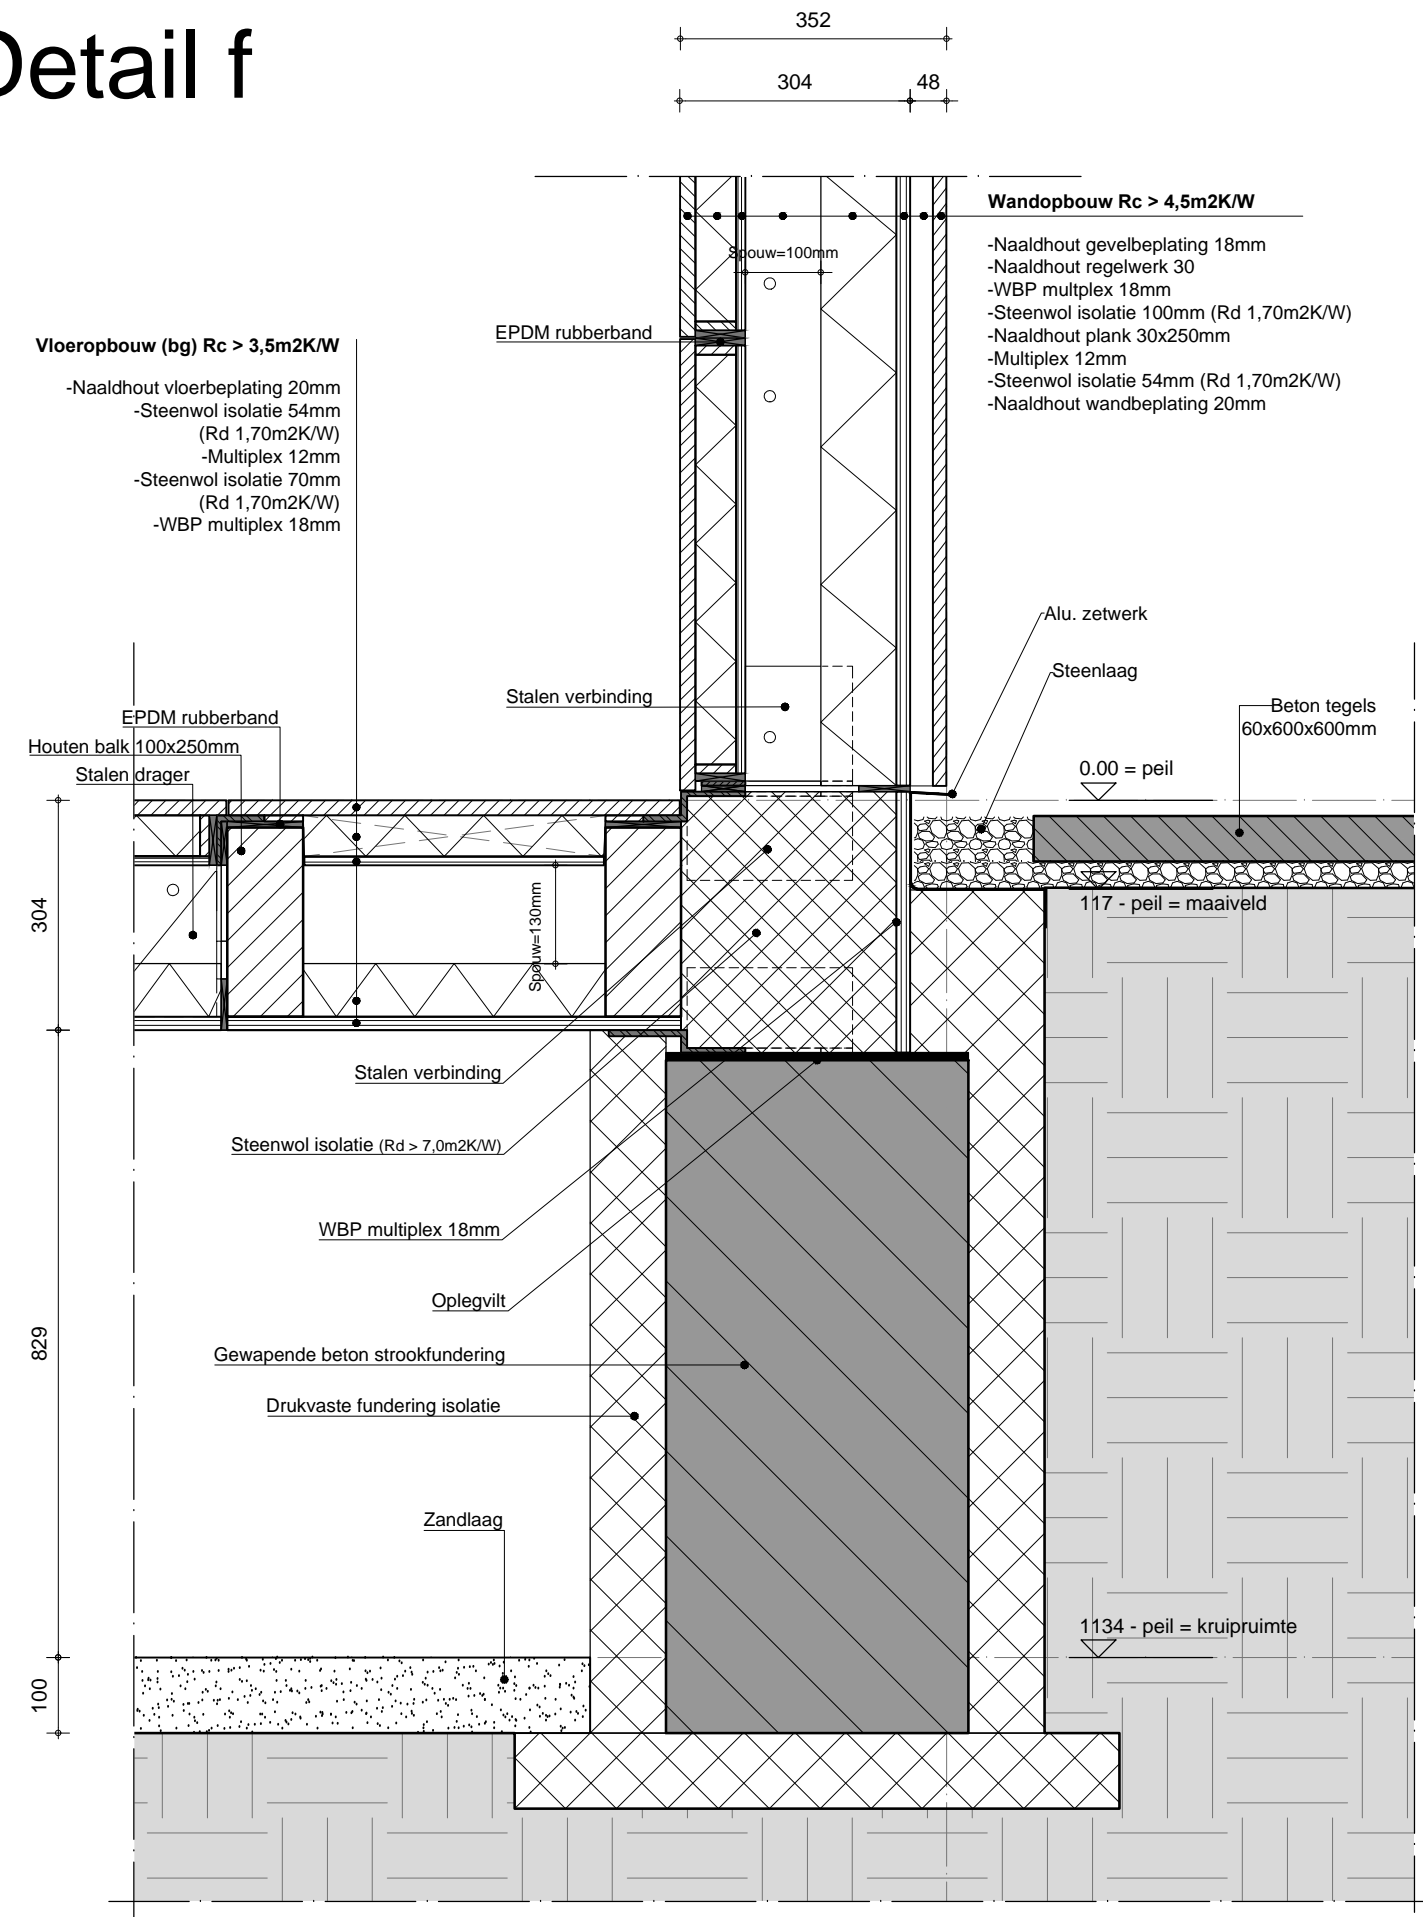 Detail f
352
304
48
Wandopbouw Rc > 4,5m2K/W
-Naaldhout gevelbeplating 18mm
-Naaldhout regelwerk 30
-WBP multplex 18mm
-Steenwol isolatie 100mm (Rd 1,70m2K/W)
-Naaldhout plank 30x250mm
-Multiplex 12mm
-Steenwol isolatie 54mm (Rd 1,70m2K/W)
-Naaldhout wandbeplating 20mm
Spouw=100mm
EPDM rubberband
Vloeropbouw (bg) Rc > 3,5m2K/W
-Naaldhout vloerbeplating 20mm
-Steenwol isolatie 54mm
(Rd 1,70m2K/W)
-Multiplex 12mm
-Steenwol isolatie 70mm
(Rd 1,70m2K/W)
-WBP multiplex 18mm
Alu. zetwerk
Steenlaag
Stalen verbinding
Beton tegels
60x600x600mm
EPDM rubberband
Houten balk 100x250mm
Stalen drager
0.00 = peil
304
Spouw=130mm
117 - peil = maaiveld
Stalen verbinding
Steenwol isolatie (Rd > 7,0m2K/W)
WBP multiplex 18mm
Oplegvilt
829
Gewapende beton strookfundering
Drukvaste fundering isolatie
Zandlaag
1134 - peil = kruipruimte
100